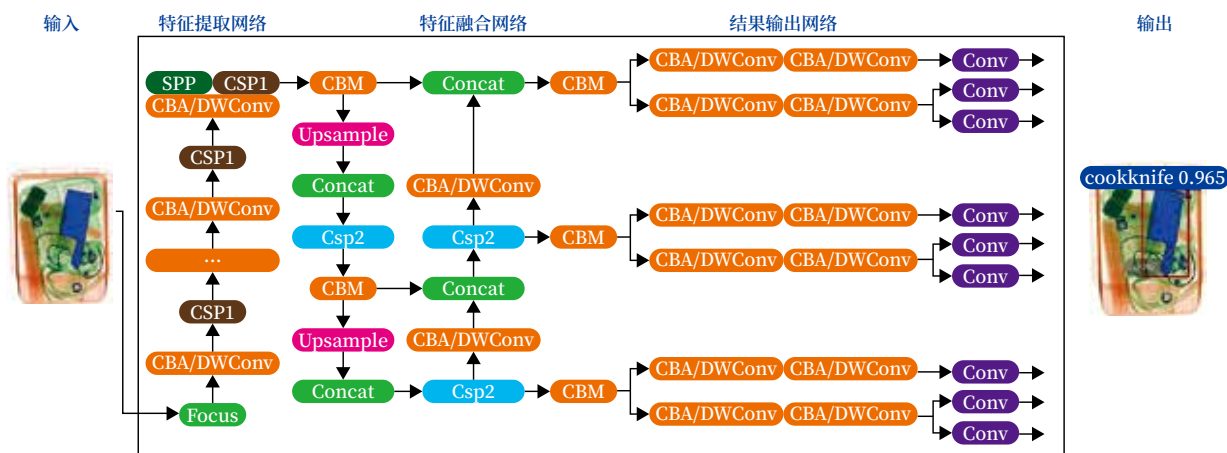 输入
特征提取网络
特征融合网络
结果输出网络
输出
SPP
CSP1
CBA/DWConv
CSP1
CBA/DWConv
...
CSP1
CBA/DWConv
Focus
CBM
Upsample
Concat
Csp2
CBM
Upsample
Concat
Concat
CBA/DWConv
Csp2
Concat
CBA/DWConv
Csp2
CBM
CBM
CBM
CBA/DWConv CBA/DWConv
Conv
CBA/DWConv CBA/DWConv
Conv
Conv
CBA/DWConv CBA/DWConv
Conv
CBA/DWConv CBA/DWConv
Conv
Conv
CBA/DWConv CBA/DWConv
Conv
CBA/DWConv CBA/DWConv
Conv
Conv
cookknife 0.965